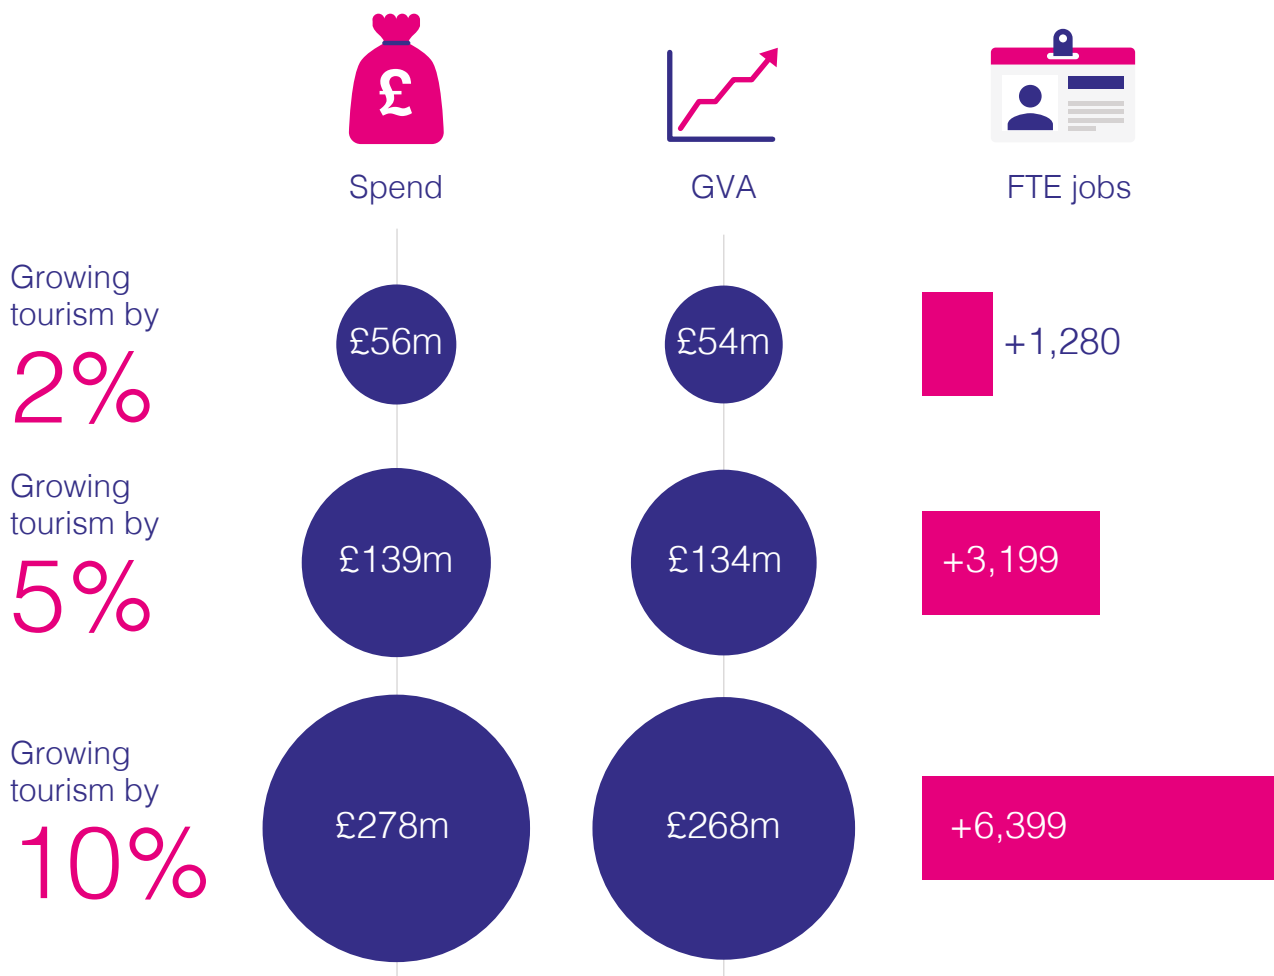 £
Spend
GVA
FTE jobs
Growing
tourism by
2%
£56m
£54m
+1,280
Growing
tourism by
5%
£139m
£134m
+3,199
Growing
tourism by
10%
£278m
£268m
+6,399